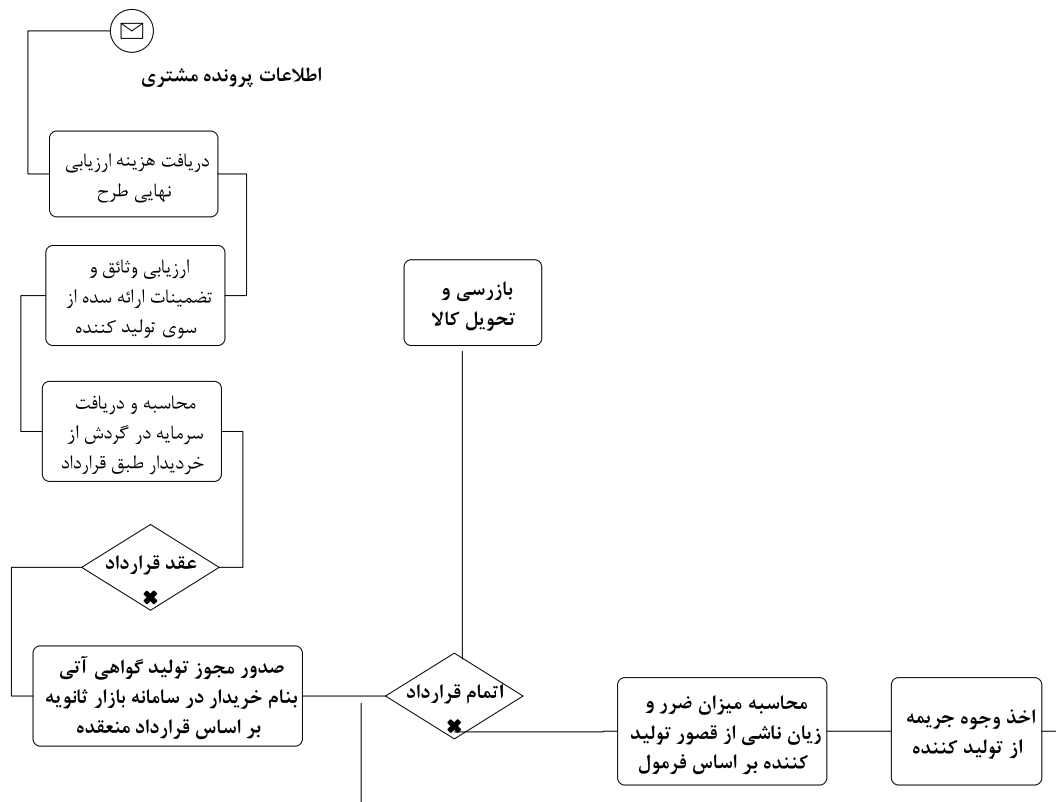 اطلاعات پرونده مشتری
دریافت هزینه ارزیابی
نهایی طرح
ارزیابی وثائق و
تضمینات ارائه سده از
سوی تولید کننده
محاسبه و دریافت
سرمایه در گردش از
خردیدار طبق قرارداد
عقد قرارداد
صدور مجوز تولید گواهی آتی
بنام خریدار در سامانه بازار ثانویه
بر اساس قرارداد منعقده
بازرسی و
تحویل کالا
اتمام قرارداد
محاسبه میزان ضرر و
زیان ناشی از قصور تولید
کننده بر اساس فرمول
اخذ وجوه جریمه
از تولید کننده